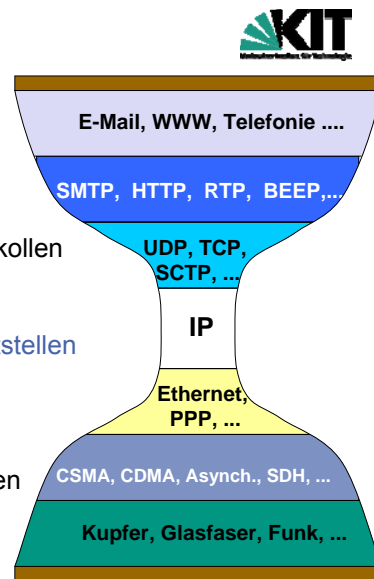 KIT
E-Mail, WWW, Telefonie ....
SMTP, HTTP, RTP, BEEP,...
kollen
UDP, TCP,
SCTP, ...
IP
tstellen
Ethernet,
PPP, ...
en
CSMA, CDMA, Asynch., SDH, ...
Kupfer, Glasfaser, Funk, ...